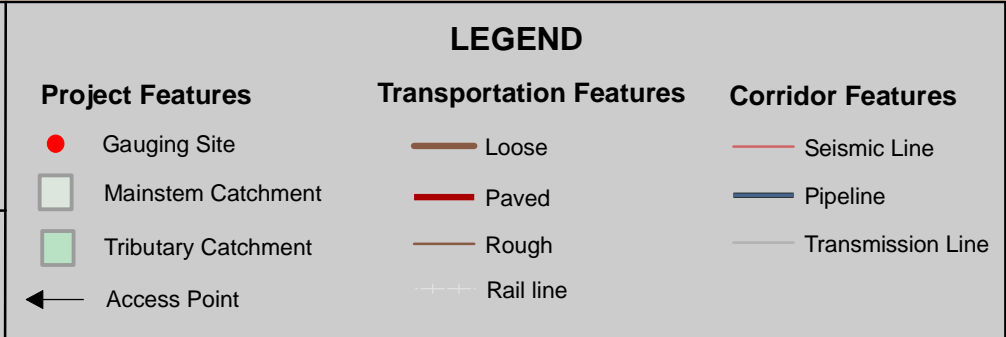 LEGEND
Project Features
Gauging Site
Mainstem Catchment
Tributary Catchment
Access Point
Transportation Features
Loose
Paved
Rough
Rail line
Corridor Features
Seismic Line
Pipeline
Transmission Line